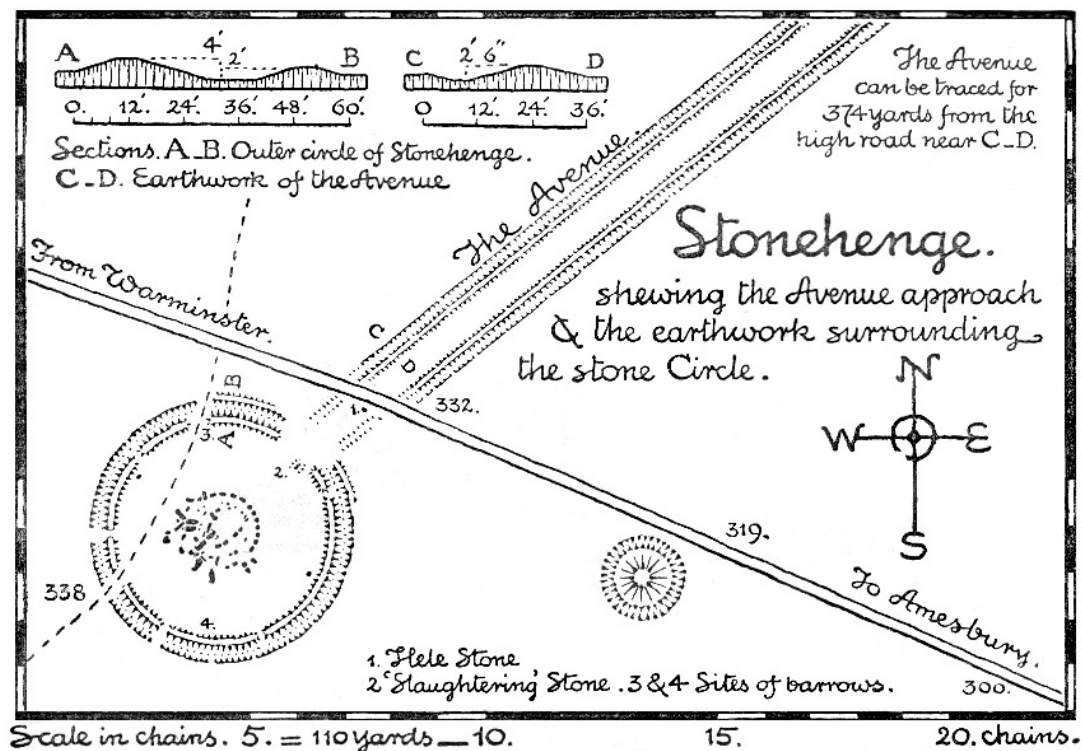 A 4' 2' B
0. 12'. 24'. 36'. 48'. 60'.
C 2' 6" D
0 12'. 24'. 36'.
Sections. A-B. Outer circle of Stonehenge.
C-D. Earthwork of the Avenue
The Avenue
can be traced for
374 yards from the
high road near C-D.
The Avenue.
Stonehenge.
shewing the Avenue approach
& the earthwork surrounding
the stone Circle.
From Warminster.
C
D
1.
332.
B
3.
A
2.
338
4.
N
W E
S
319.
To Amesbury.
300.
1. Hele Stone
2 'Slaughtering' Stone. 3 & 4 Sites of barrows.
Scale in chains. 5. = 110 yards — 10. 15. 20. chains.